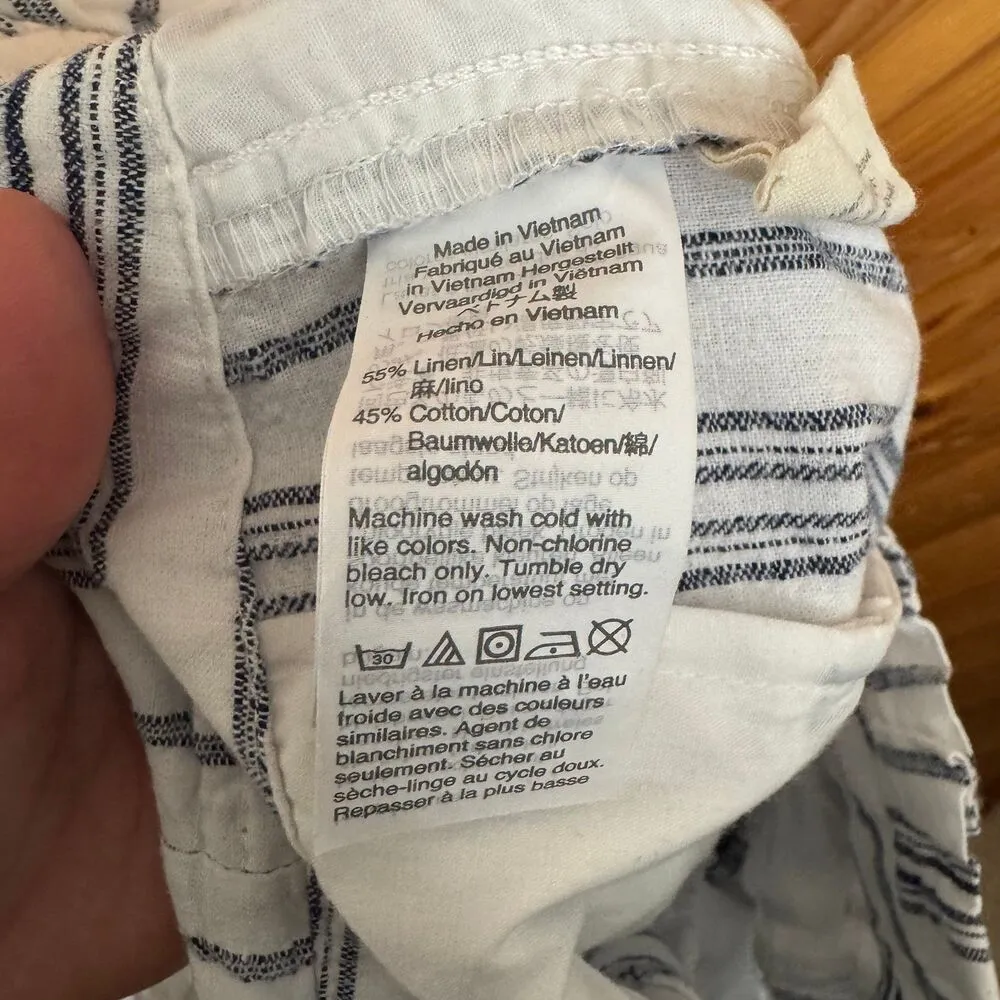 Made in Vietnam
Fabriqué au Vietnam
in Vietnam Hergestellt
Vervaardigd in Viëtnam
ベトナム製
Hecho en Vietnam
55% Linen/Lin/Leinen/Linnen/
麻/lino
45% Cotton/Coton/
Baumwolle/Katoen/綿/
algodón
Machine wash cold with
like colors. Non-chlorine
bleach only. Tumble dry
low. Iron on lowest setting.
30
Laver à la machine à l'eau
froide avec des couleurs
similaires. Agent de
blanchiment sans chlore
seulement. Sécher au
sèche-linge au cycle doux.
Repasser à la plus basse